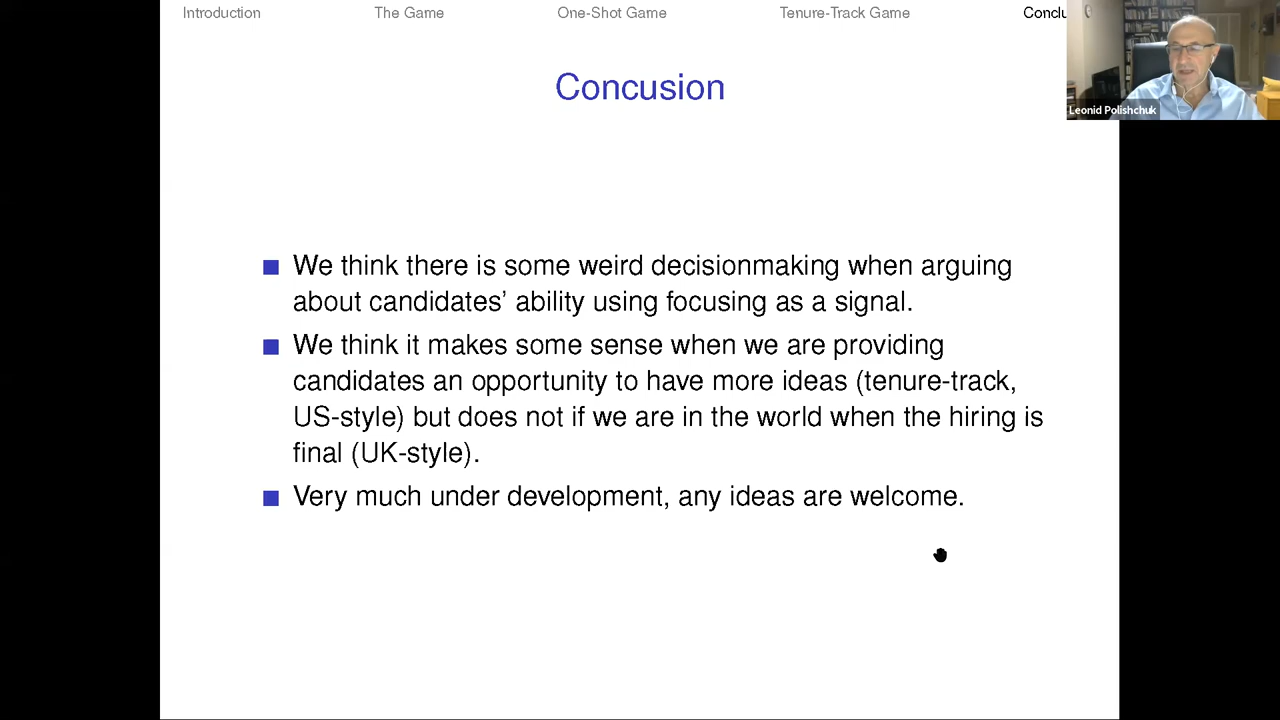 Introduction The Game One-Shot Game Tenure-Track Game Conclu
Leonid Polishchuk
Concusion
We think there is some weird decisionmaking when arguing
about candidates' ability using focusing as a signal.
We think it makes some sense when we are providing
candidates an opportunity to have more ideas (tenure-track,
US-style) but does not if we are in the world when the hiring is
final (UK-style).
Very much under development, any ideas are welcome.